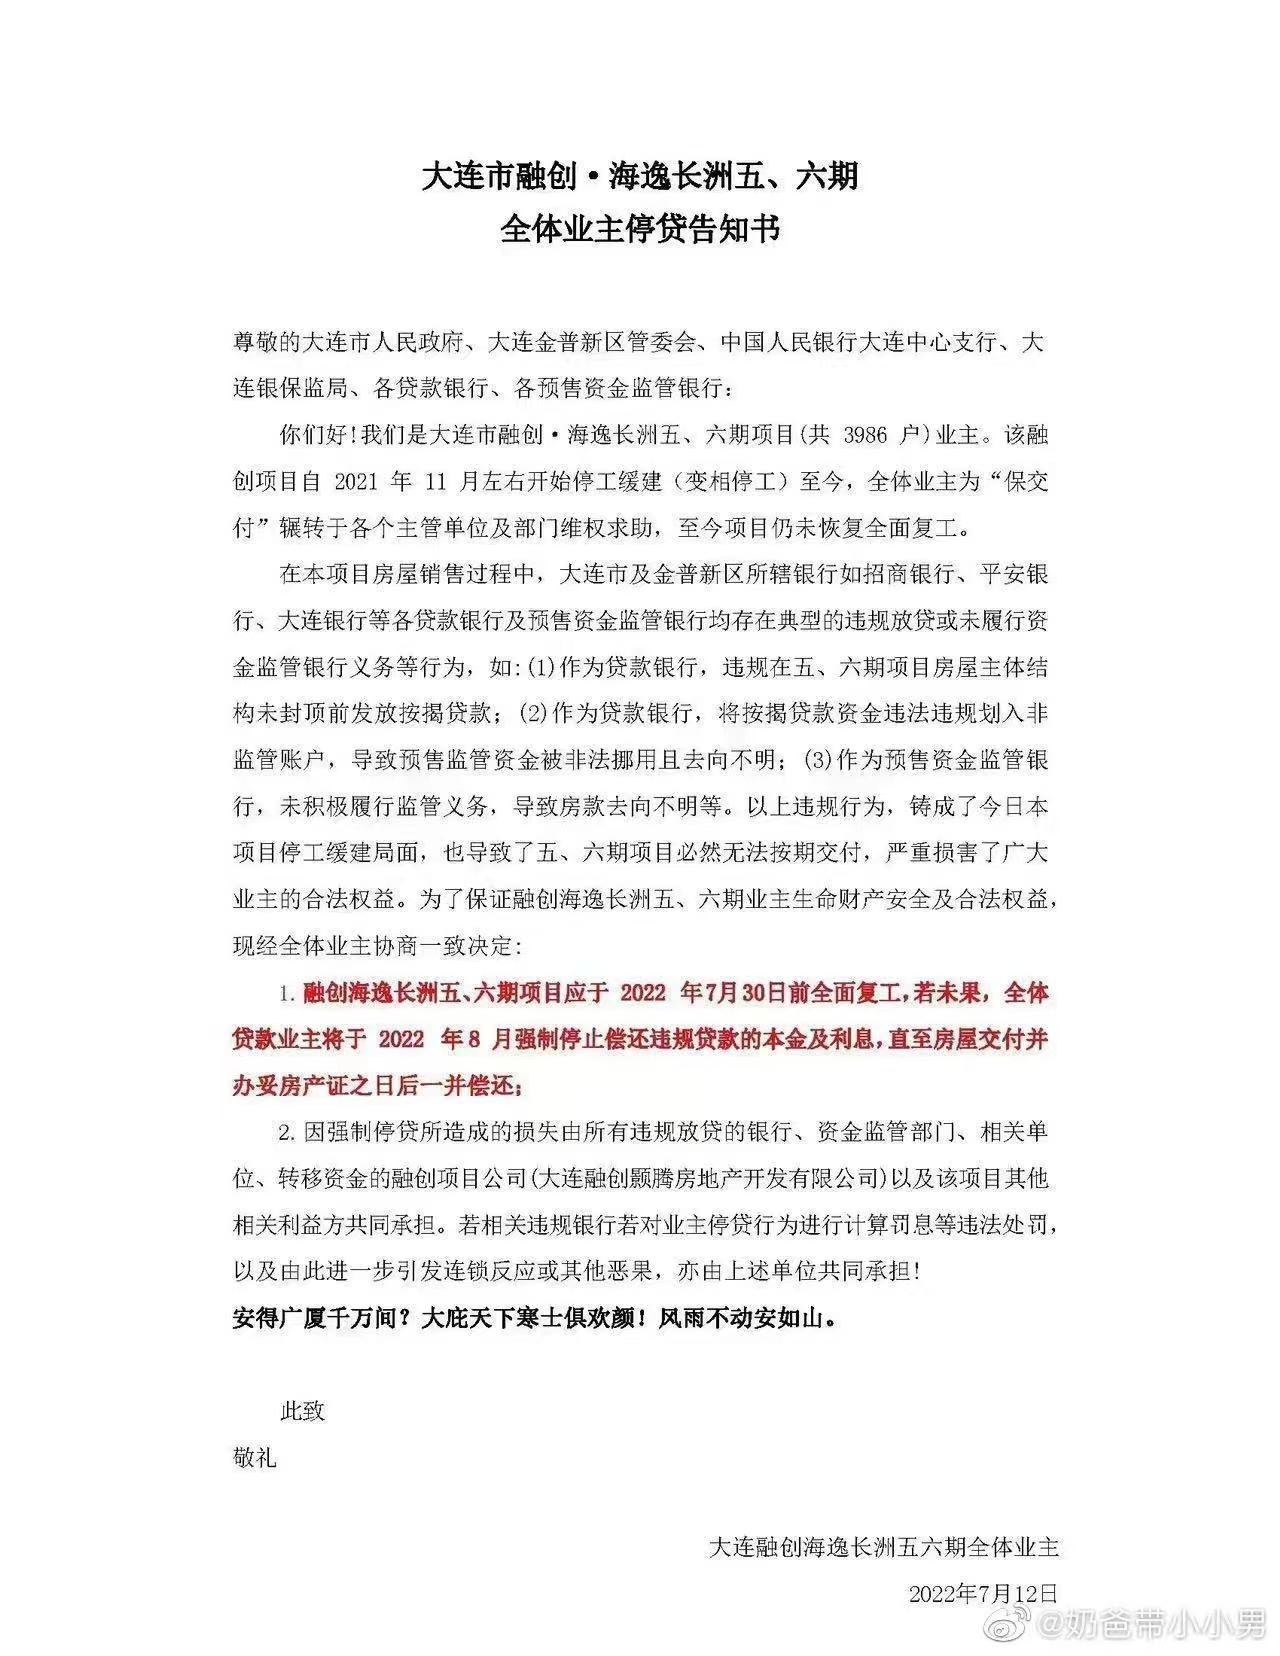 大连市融创·海逸长洲五、六期
全体业主停贷告知书
尊敬的大连市人民政府、大连金普新区管委会、中国人民银行大连中心支行、大
连银保监局、各贷款银行、各预售资金监管银行：
你们好!我们是大连市融创·海逸长洲五、六期项目(共 3986 户)业主。该融
创项目自 2021 年 11 月左右开始停工缓建（变相停工）至今，全体业主为“保交
付”辗转于各个主管单位及部门维权求助，至今项目仍未恢复全面复工。
在本项目房屋销售过程中，大连市及金普新区所辖银行如招商银行、平安银
行、大连银行等各贷款银行及预售资金监管银行均存在典型的违规放贷或未履行资
金监管银行义务等行为，如:(1)作为贷款银行，违规在五、六期项目房屋主体结
构未封顶前发放按揭贷款；(2)作为贷款银行，将按揭贷款资金违法违规划入非
监管账户，导致预售监管资金被非法挪用且去向不明；(3)作为预售资金监管银
行，未积极履行监管义务，导致房款去向不明等。以上违规行为，铸成了今日本
项目停工缓建局面，也导致了五、六期项目必然无法按期交付，严重损害了广大
业主的合法权益。为了保证融创海逸长洲五、六期业主生命财产安全及合法权益，
现经全体业主协商一致决定:
1. 融创海逸长洲五、六期项目应于 2022 年7月30日前全面复工，若未果，全体
贷款业主将于 2022 年8 月强制停止偿还违规贷款的本金及利息，直至房屋交付并
办妥房产证之日后一并偿还；
2. 因强制停贷所造成的损失由所有违规放贷的银行、资金监管部门、相关单
位、转移资金的融创项目公司(大连融创颢腾房地产开发有限公司)以及该项目其他
相关利益方共同承担。若相关违规银行若对业主停贷行为进行计算罚息等违法处罚，
以及由此进一步引发连锁反应或其他恶果，亦由上述单位共同承担!
安得广厦千万间？大庇天下寒士俱欢颜！风雨不动安如山。
此致
敬礼
大连融创海逸长洲五六期全体业主
2022年7月12日
@奶爸带小小男